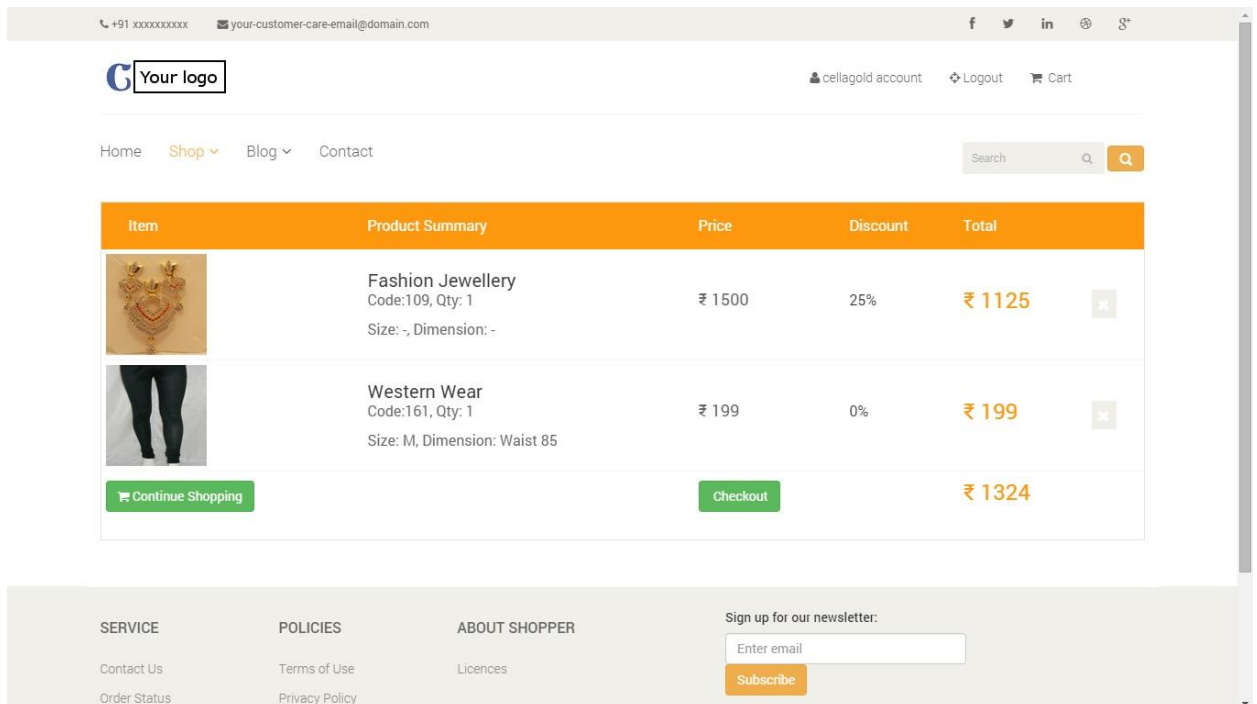 +91 xxxxxxxxxx your-customer-care-email@domain.com
C Your logo
cellagold account Logout Cart
Home Shop Blog Contact
Search
Item Product Summary Price Discount Total
Fashion Jewellery
Code:109, Qty: 1
₹ 1500 25% ₹ 1125
Size: -, Dimension: -
Western Wear
Code:161, Qty: 1
₹ 199 0% ₹ 199
Size: M, Dimension: Waist 85
Continue Shopping Checkout ₹ 1324
SERVICE POLICIES ABOUT SHOPPER
Sign up for our newsletter:
Enter email
Contact Us Terms of Use Licences
Subscribe
Order Status Privacy Policy